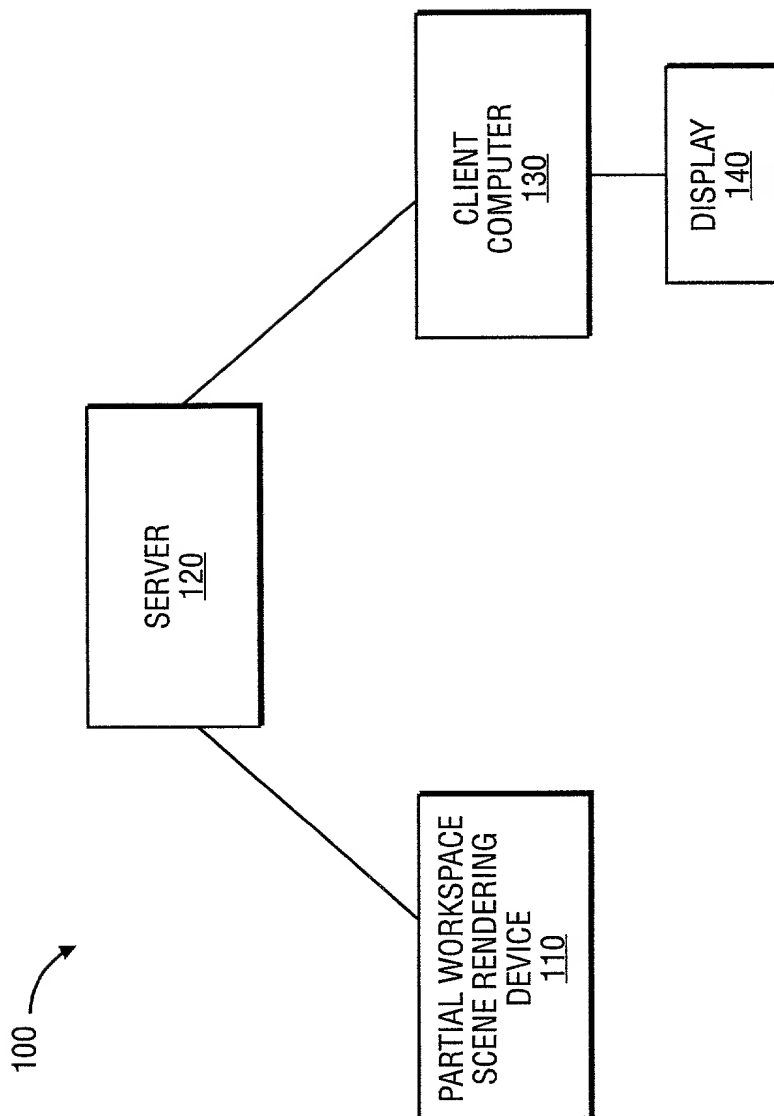 100
SERVER
120
PARTIAL WORKSPACE
SCENE RENDERING
DEVICE
110
CLIENT
COMPUTER
130
DISPLAY
140